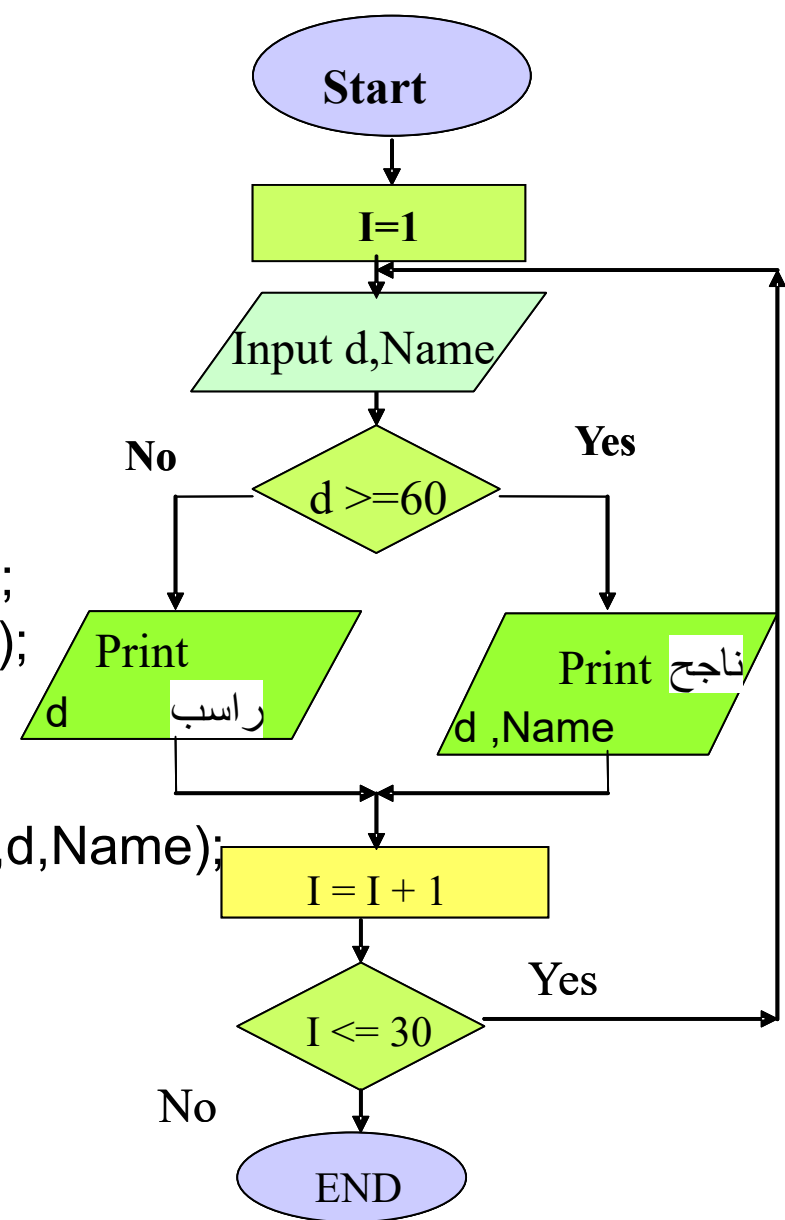 Start
I=1
Input d,Name
No
Yes
d >=60
;
);
Print
d راسب
Print ناجح
d ,Name
,d,Name);
I = I + 1
I <= 30
Yes
No
END